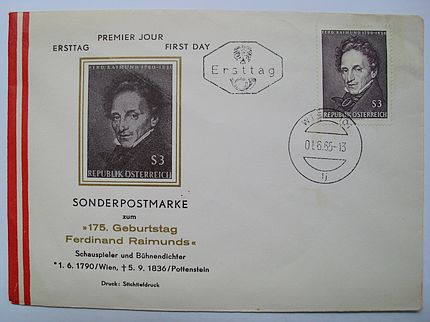 PREMIER JOUR
ERSTTAG FIRST DAY
FERD. RAIMUND 1790-1836
S3
REPUBLIK ÖSTERREICH
Ersttag
FERD. RAIMUND 1790-1836
S3
REPUBLIK ÖSTERREICH
01.6.65-13
SONDERPOSTMARKE
zum
»175. Geburtstag
Ferdinand Raimunds«
Schauspieler und Bühnendichter
*1. 6. 1790/Wien, † 5. 9. 1836/Pottenstein
Druck: Stichtiefdruck